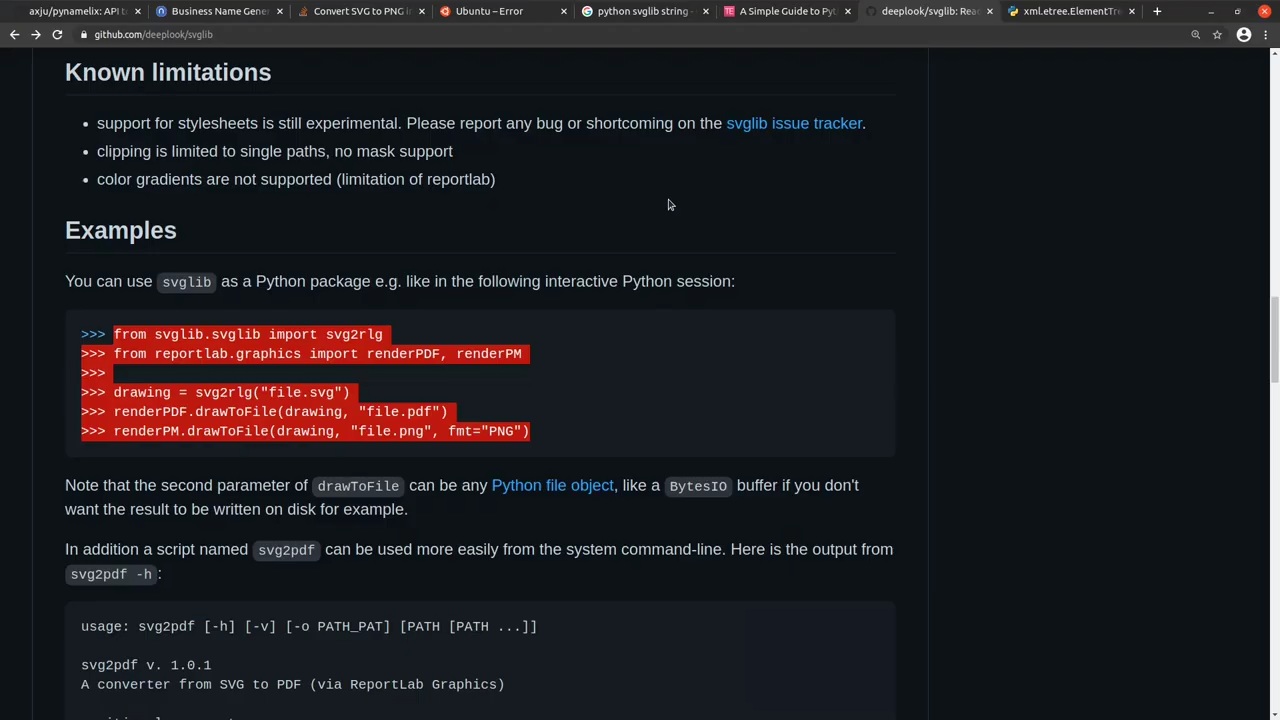 axju/pynamelix: API to
Business Name Gener
Convert SVG to PNG in
Ubuntu – Error
python svglib string -
A Simple Guide to Pyt
deeplook/svglib: Rea
xml.etree.ElementTre
github.com/deeplook/svglib
Known limitations
• support for stylesheets is still experimental. Please report any bug or shortcoming on the svglib issue tracker.
• clipping is limited to single paths, no mask support
• color gradients are not supported (limitation of reportlab)
Examples
You can use svglib as a Python package e.g. like in the following interactive Python session:
>>> from svglib.svglib import svg2rlg
>>> from reportlab.graphics import renderPDF, renderPM
>>>
>>> drawing = svg2rlg("file.svg")
>>> renderPDF.drawToFile(drawing, "file.pdf")
>>> renderPM.drawToFile(drawing, "file.png", fmt="PNG")
Note that the second parameter of drawToFile can be any Python file object, like a BytesIO buffer if you don't
want the result to be written on disk for example.
In addition a script named svg2pdf can be used more easily from the system command-line. Here is the output from
svg2pdf -h:
usage: svg2pdf [-h] [-v] [-o PATH_PAT] [PATH [PATH ...]]
svg2pdf v. 1.0.1
A converter from SVG to PDF (via ReportLab Graphics)